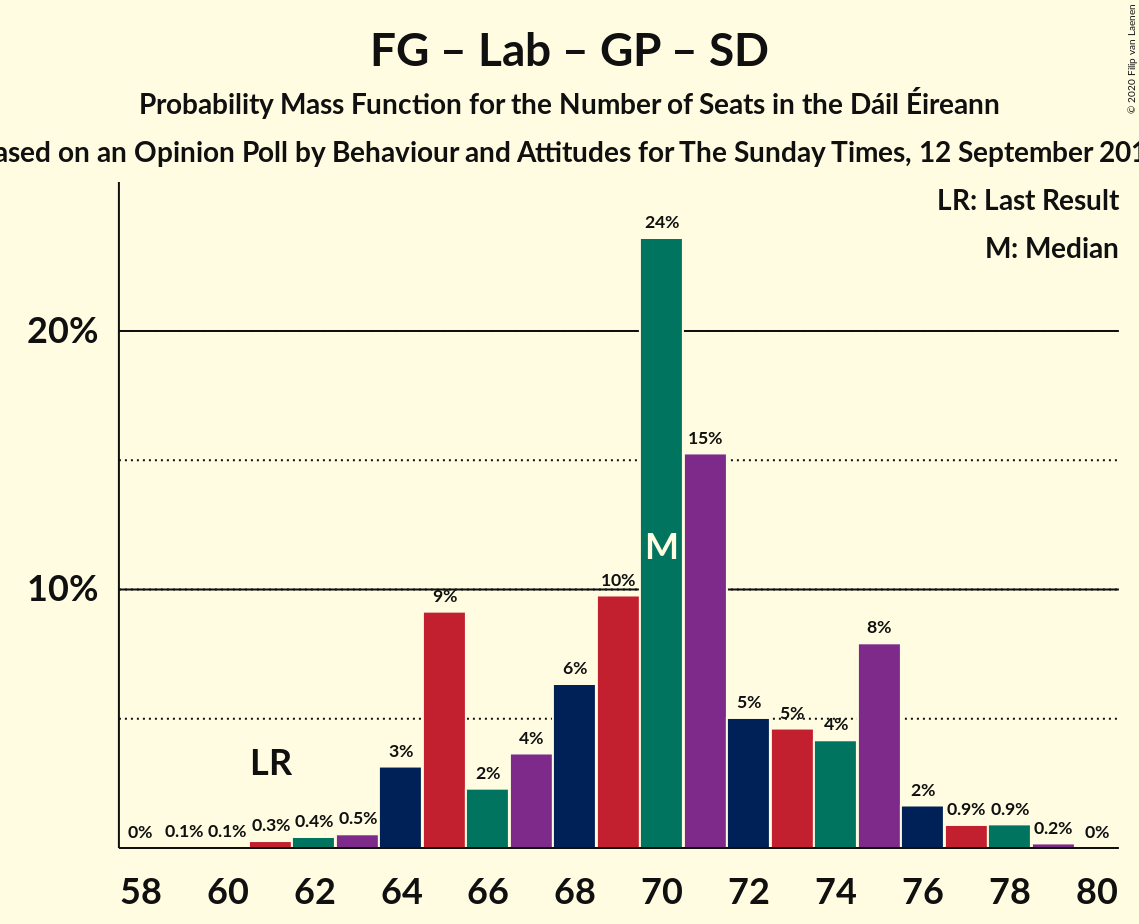 FG – Lab – GP – SD
Probability Mass Function for the Number of Seats in the Dáil Éireann
ased on an Opinion Poll by Behaviour and Attitudes for The Sunday Times, 12 September 201
© 2020 Filip van Laenen
LR: Last Result
M: Median
20%
10%
0% 0.1% 0.1% 0.3% 0.4% 0.5% 3% 9% 2% 4% 6% 10% 24% 15% 5% 5% 4% 8% 2% 0.9% 0.9% 0.2% 0%
LR
M
58 60 62 64 66 68 70 72 74 76 78 80